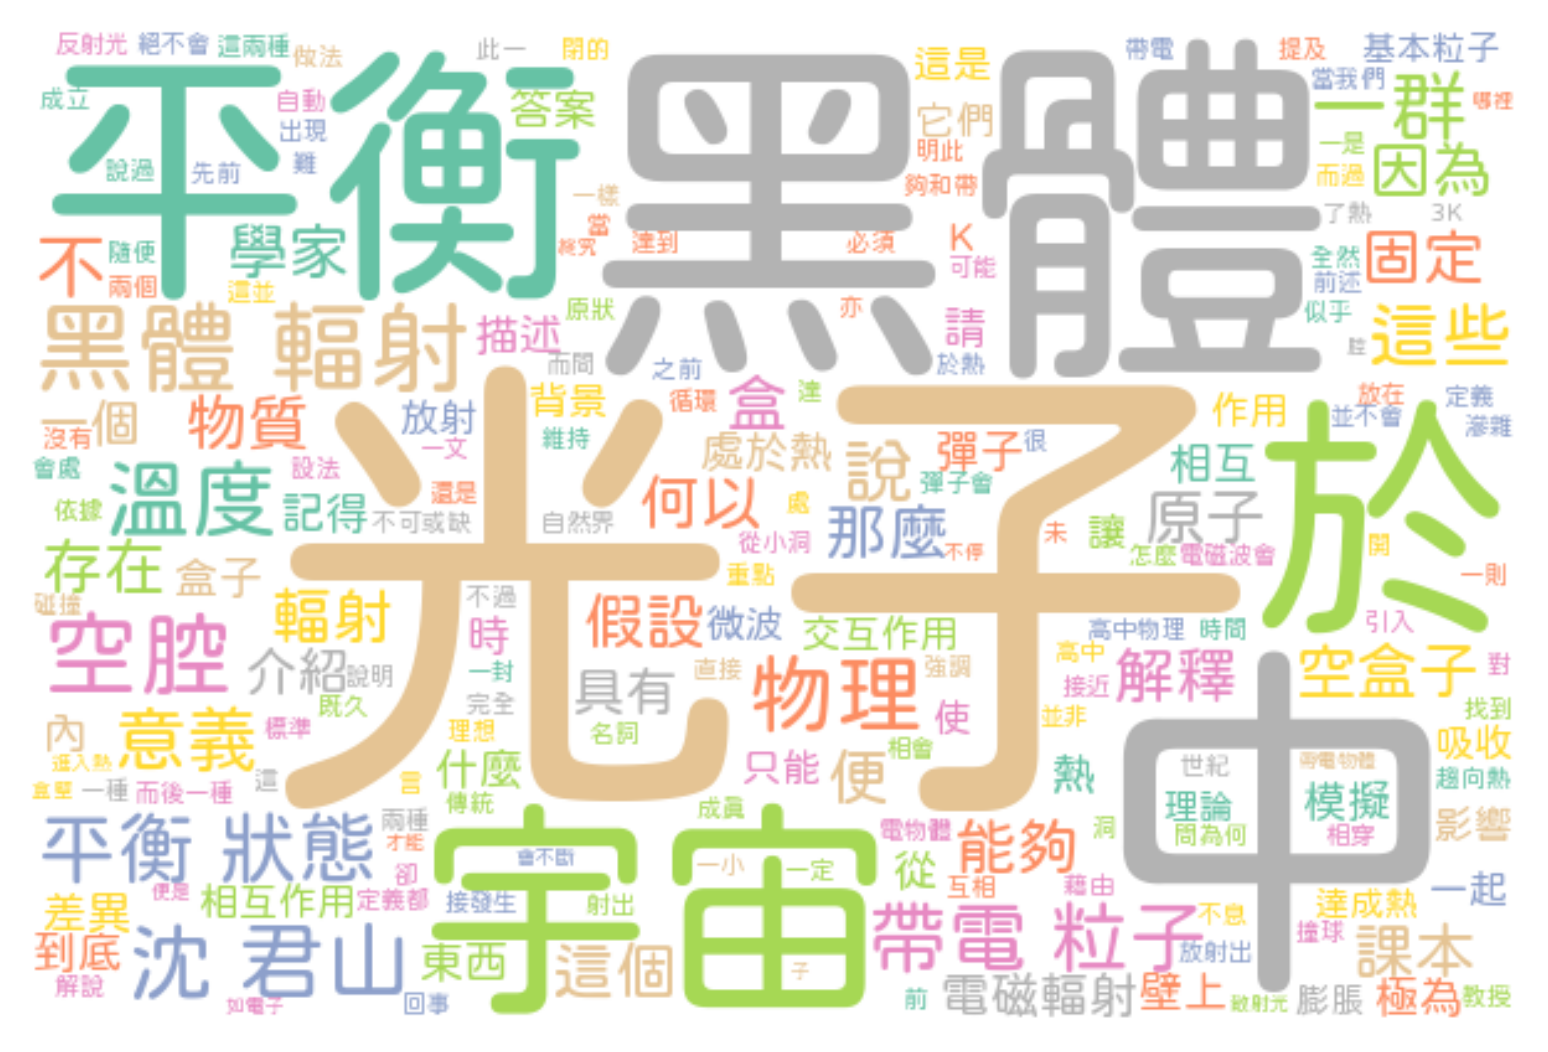 反射光 絕不會 這兩種 做法 此一 閉的 這是 帶電 提及 基本粒子
平衡 黑體 當我們 一群 哪裡
成立 自動 答案 它們
出現 明此 一是 因為
說過 先前 難 一樣 夠和帶 而過
不 隨便 學家 當 終究 達到 必須 K 了熱 3K
兩個 這並 可能 全然 前述 固定
黑體 輻射 描述 原狀 亦 請 似乎 這些
而間 之前 於熱 腔
一個 物質 放射 背景 循環 盒 達 作用 放在 定義
沒有 一文 維持 處於熱 說 彈子 很 並不會 滲雜
會處 設法 相互 於
依據 溫度 記得 還是 不可或缺 自然界 何以 處 彈子會 原子
光子 從小洞 那麼 不停 未 讓 怎麼 電磁波會 開
存在 盒子 重點 一則
碰撞 輻射 不過 假設 微波 交互作用 高中物理 時間 引入
空腔 介紹 說明 時 一封 具有 直接 物理 強調 高中 接近 解釋 空盒子 對
既久 完全 名詞 使 並非 找到
內 意義 標準 理想 相會 中 吸收
進入熱 什麼 只能 便 熱 世紀 帶電物體 趨向熱
盒壁 一種 而後一種 這 言 傳統 成真 理論 模擬
平衡 狀態 兩種 才能 宇宙 電物體 能夠 洞 問為何 相穿 影響
會不斷 一小 一定 從
便是 卻 互相 藉由 一起
差異 相互作用 定義都 接發生 射出 帶電 粒子 不息 達成熱
到底 沈 君山 東西 這個 子 放射出 撞球 課本
解說 如電子 回事 前 電磁輻射 壁上 散射光 膨脹 極為 教授